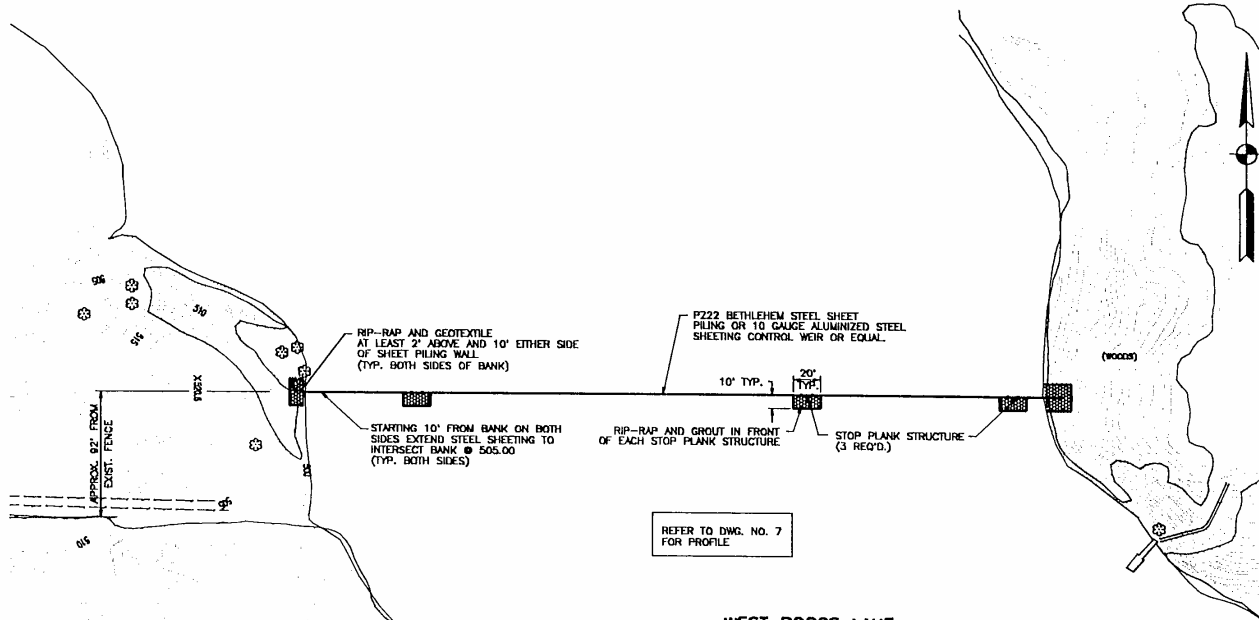 PZ22 BETHLEHEM STEEL SHEET
PILING OR 10 GAUGE ALUMINIZED STEEL
SHEETING CONTROL WEIR OR EQUAL.
505
510
515
RIP-RAP AND GEOTEXTILE
AT LEAST 2' ABOVE AND 10' EITHER SIDE
OF SHEET PILING WALL
(TYP. BOTH SIDES OF BANK)
(WOODS)
10' TYP.
20'
TYP.
STARTING 10' FROM BANK ON BOTH
SIDES EXTEND STEEL SHEETING TO
INTERSECT BANK @ 505.00
(TYP. BOTH SIDES)
RIP-RAP AND GROUT IN FRONT
OF EACH STOP PLANK STRUCTURE
STOP PLANK STRUCTURE
(3 REQ'D.)
APPROX. 92' FROM
EXIST. FENCE
510
REFER TO DWG. NO. 7
FOR PROFILE